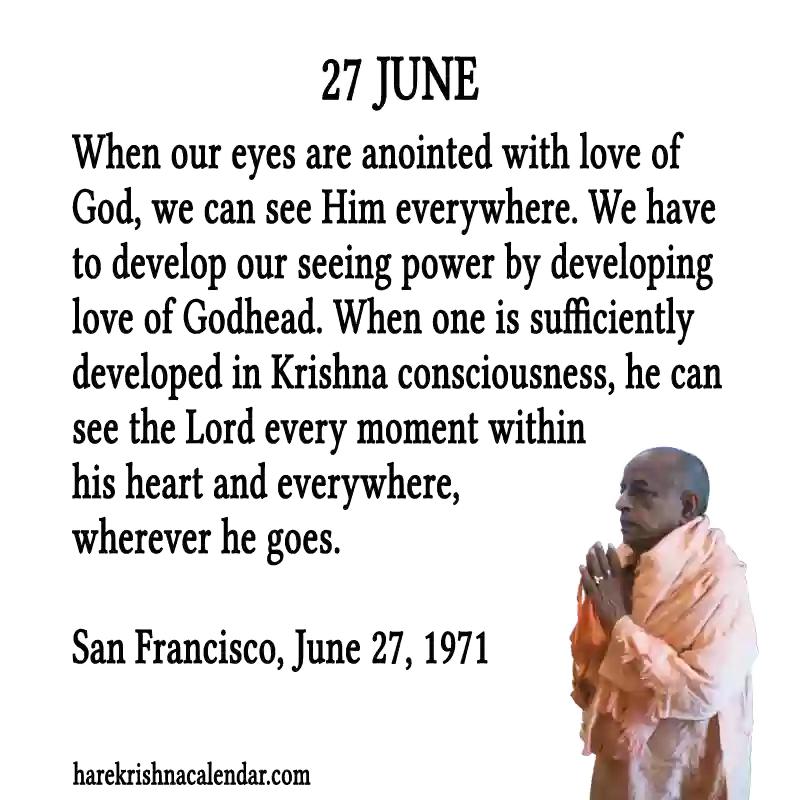 27 JUNE
When our eyes are anointed with love of
God, we can see Him everywhere. We have
to develop our seeing power by developing
love of Godhead. When one is sufficiently
developed in Krishna consciousness, he can
see the Lord every moment within
his heart and everywhere,
wherever he goes.
San Francisco, June 27, 1971
harekrishnacalendar.com